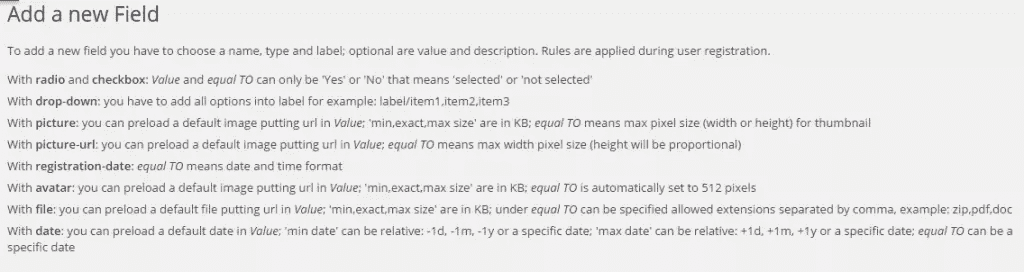 Add a new Field
To add a new field you have to choose a name, type and label; optional are value and description. Rules are applied during user registration.
With radio and checkbox: Value and equal TO can only be 'Yes' or 'No' that means 'selected' or 'not selected'
With drop-down: you have to add all options into label for example: label/item1,item2,item3
With picture: you can preload a default image putting url in Value; 'min,exact,max size' are in KB; equal TO means max pixel size (width or height) for thumbnail
With picture-url: you can preload a default image putting url in Value; equal TO means max width pixel size (height will be proportional)
With registration-date: equal TO means date and time format
With avatar: you can preload a default image putting url in Value; 'min,exact,max size' are in KB; equal TO is automatically set to 512 pixels
With file: you can preload a default file putting url in Value; 'min,exact,max size' are in KB; under equal TO can be specified allowed extensions separated by comma, example: zip,pdf,doc
With date: you can preload a default date in Value; 'min date' can be relative: -1d, -1m, -1y or a specific date; 'max date' can be relative: +1d, +1m, +1y or a specific date; equal TO can be a
specific date